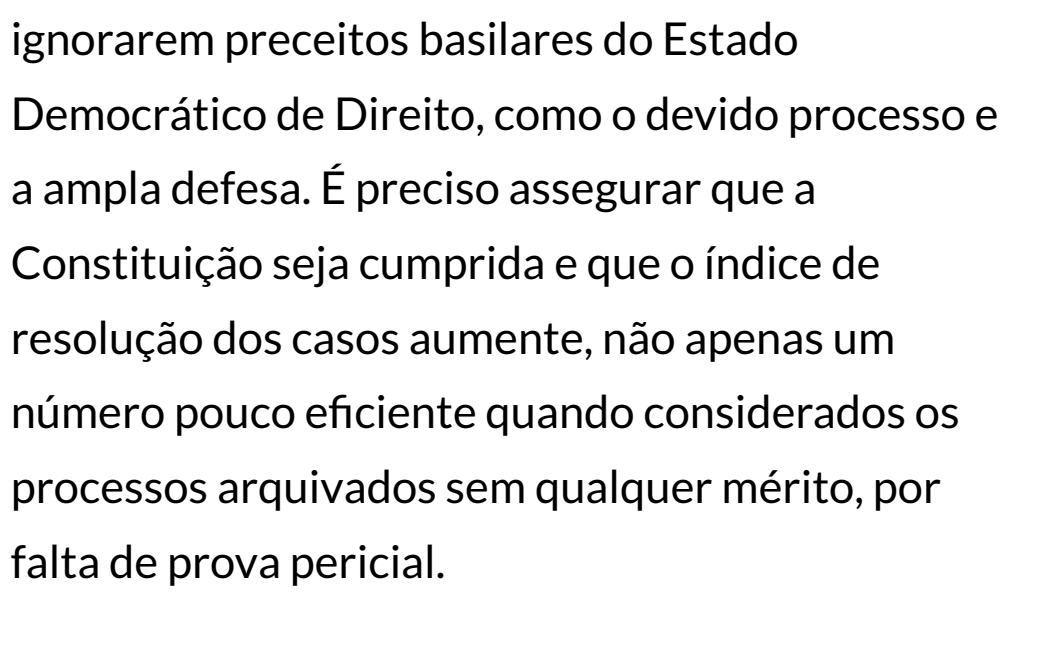 ignorarem preceitos basilares do Estado
Democrático de Direito, como o devido processo e
a ampla defesa. É preciso assegurar que a
Constituição seja cumprida e que o índice de
resolução dos casos aumente, não apenas um
número pouco eficiente quando considerados os
processos arquivados sem qualquer mérito, por
falta de prova pericial.